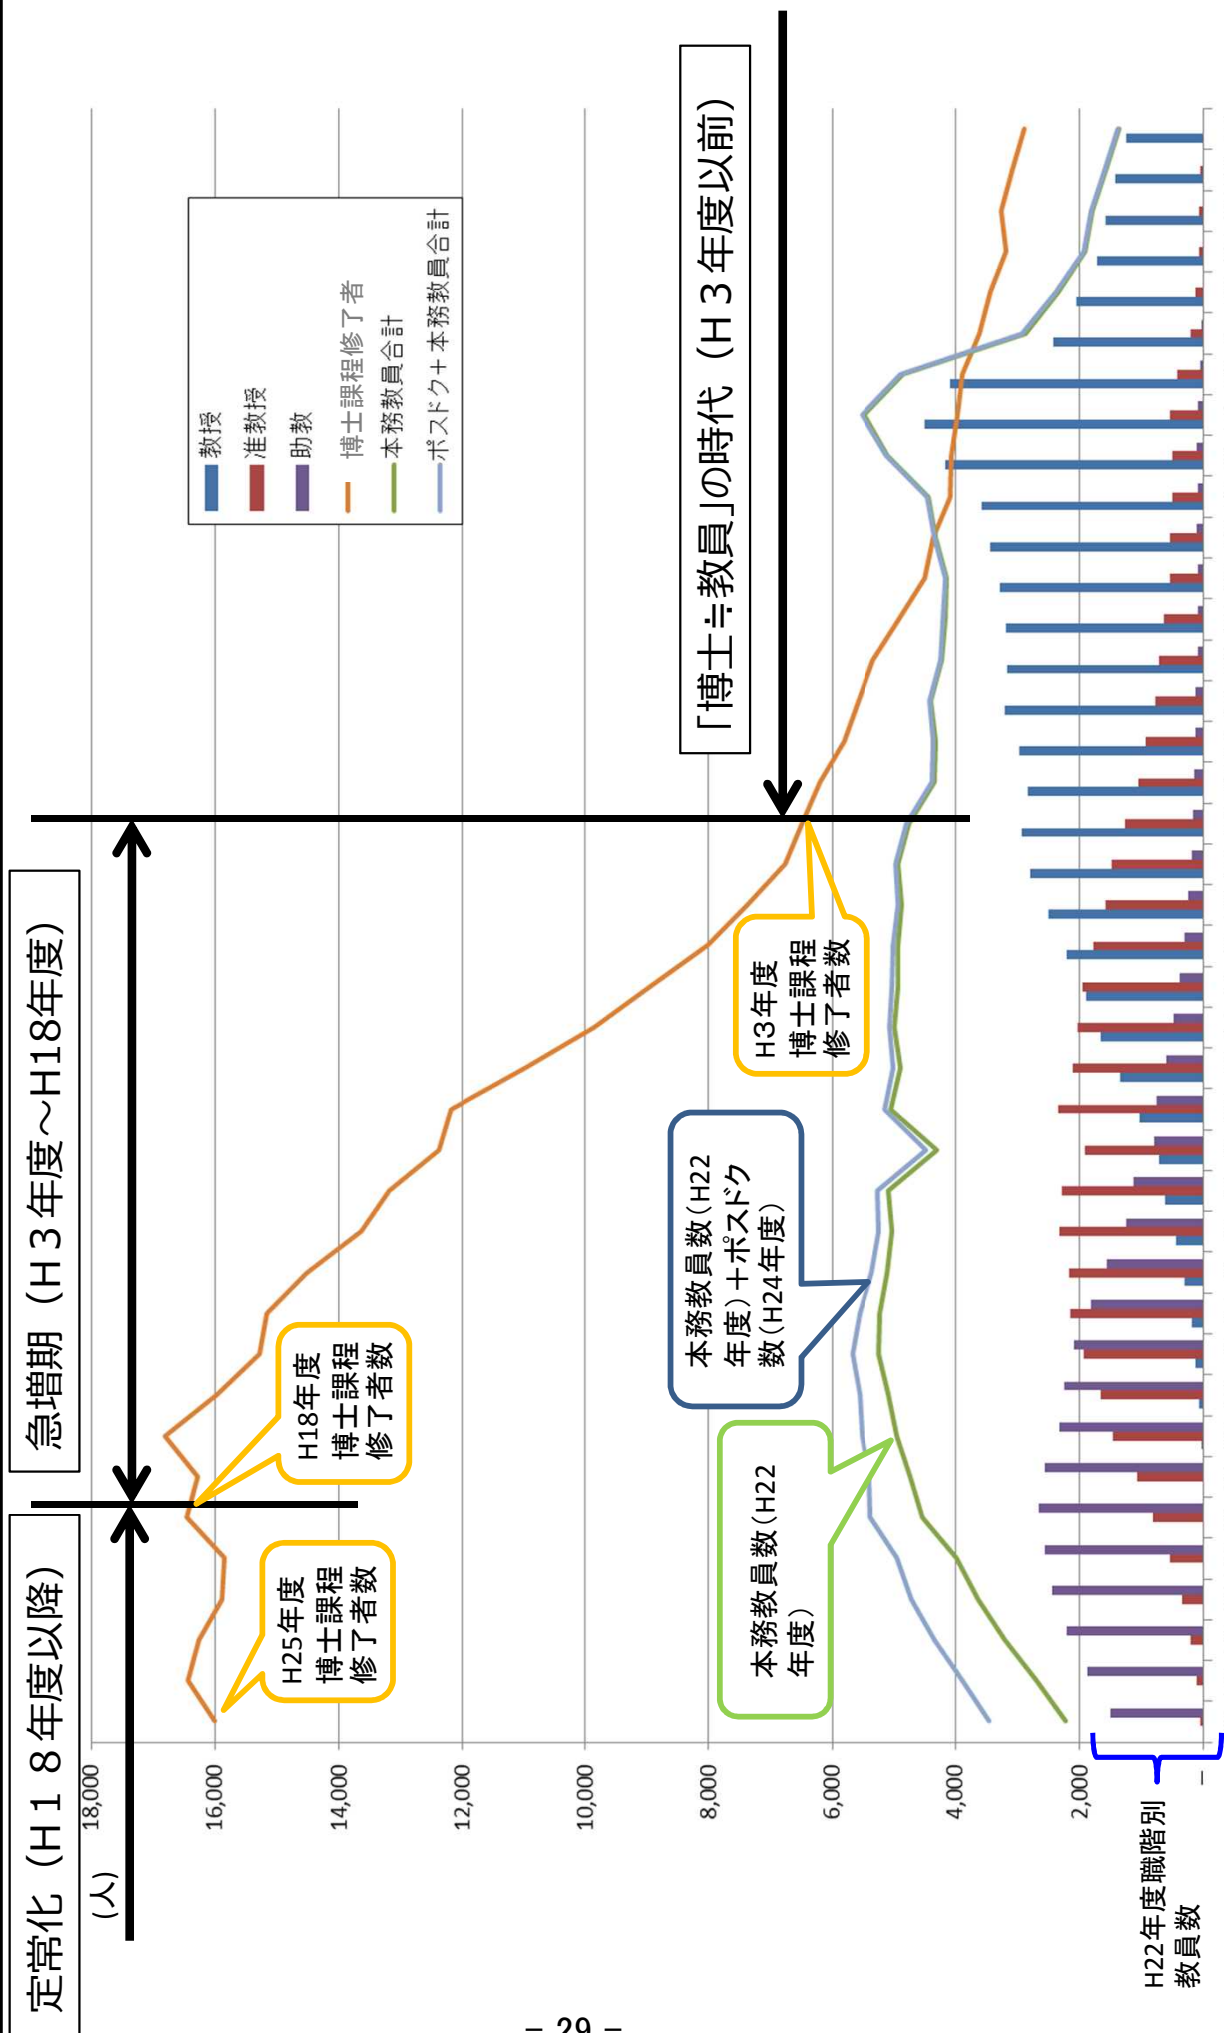 定常化（Ｈ１８年度以降）
急増期（Ｈ３年度～H18年度）
「博士≒教員」の時代（Ｈ３年度以前）
(人)
18,000
16,000
14,000
12,000
10,000
8,000
6,000
4,000
2,000
－
教授
准教授
助教
博士課程修了者
本務教員合計
ポスドク＋本務教員合計
H25年度
博士課程
修了者数
H18年度
博士課程
修了者数
H3年度
博士課程
修了者数
本務教員数（H22
年度）＋ポスドク
数（H24年度）
本務教員数（H22
年度）
H22年度職階別
教員数
－ 29 －